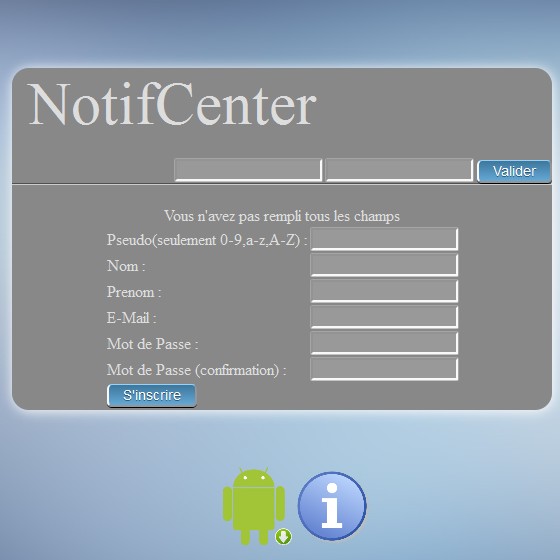 NotifCenter
Valider
Vous n'avez pas rempli tous les champs
Pseudo(seulement 0-9,a-z,A-Z) :
Nom :
Prenom :
E-Mail :
Mot de Passe :
Mot de Passe (confirmation) :
S'inscrire